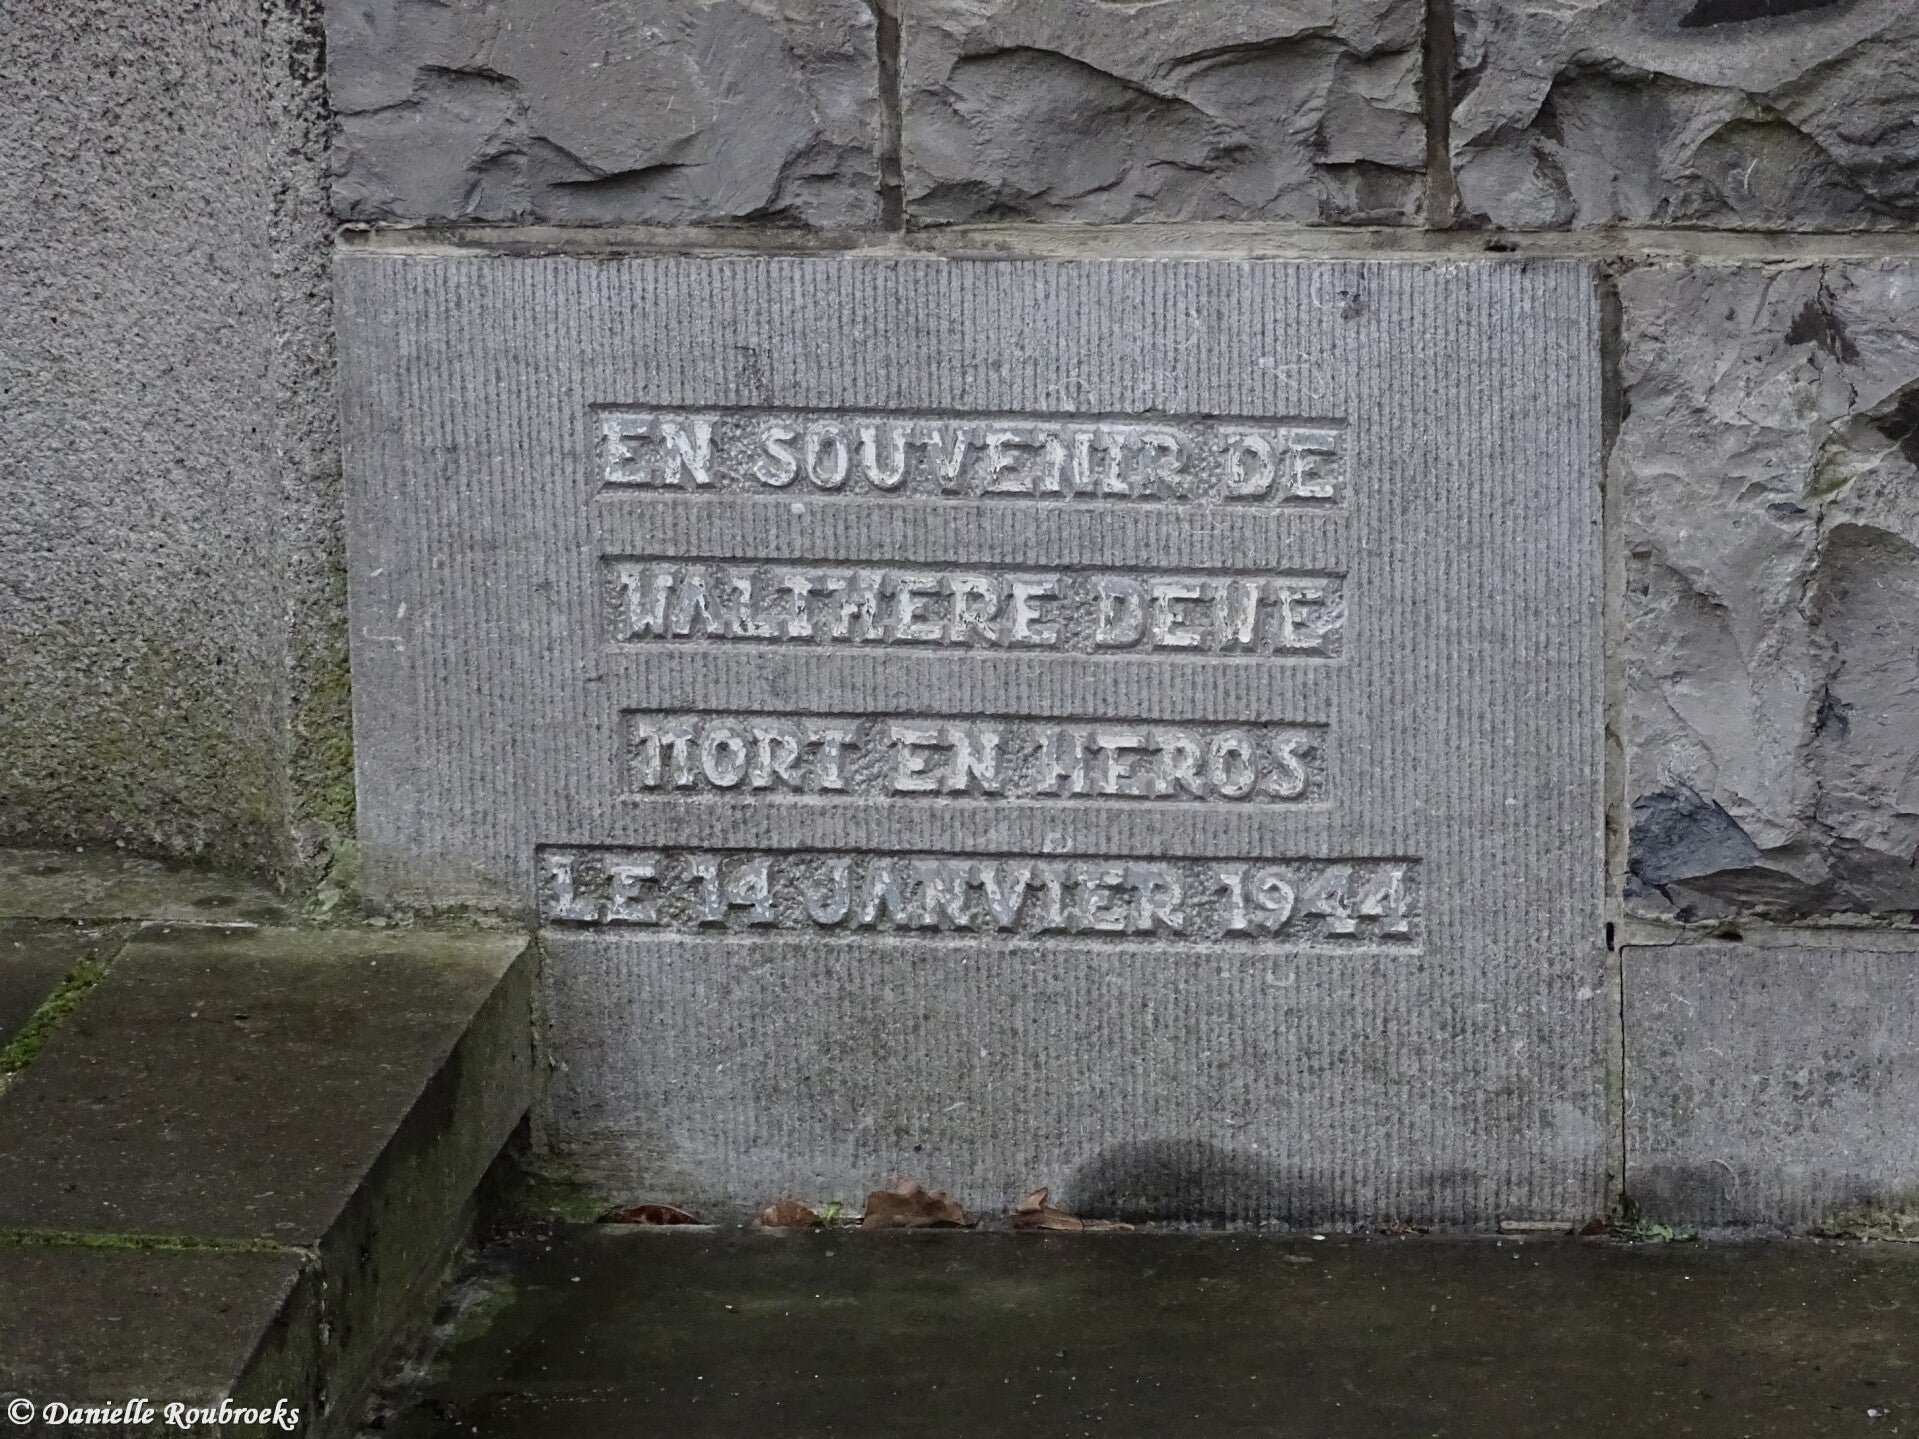 EN SOUVENIR DE
WALTHERE DEWE
MORT EN HEROS
LE 14 JANVIER 1944
© Danielle Roubroeks